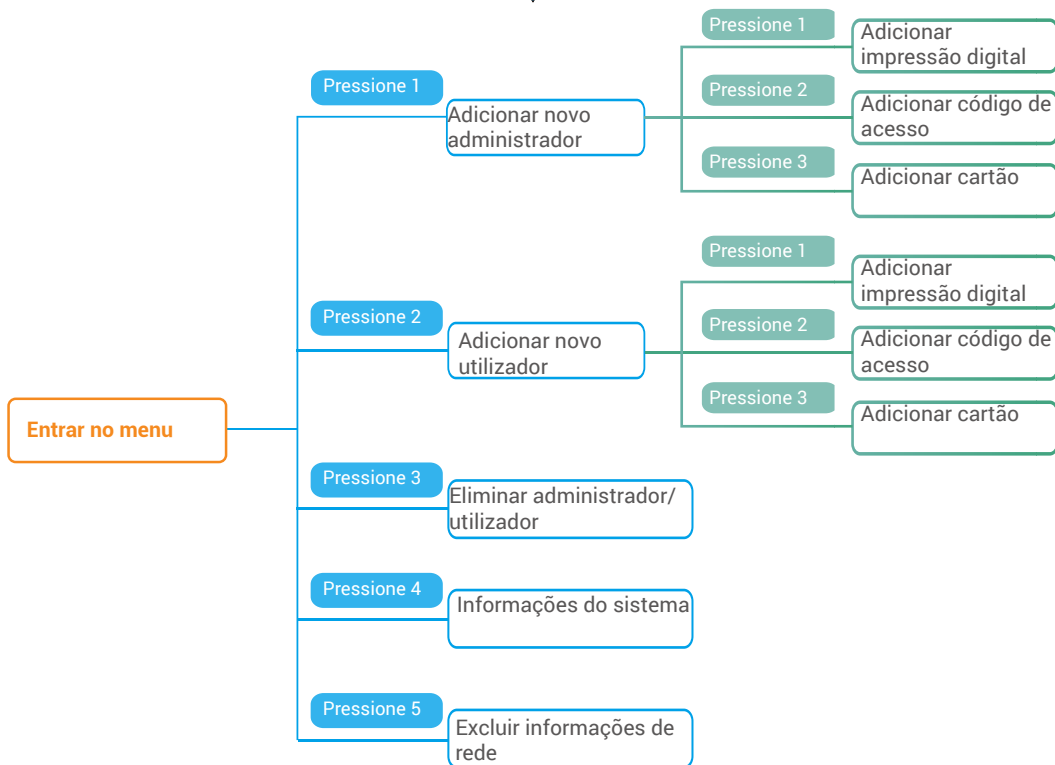 Pressione 1
Adicionar
impressão digital
Pressione 1
Pressione 2
Adicionar novo
administrador
Adicionar código de
acesso
Pressione 3
Adicionar cartão
Pressione 1
Adicionar
impressão digital
Pressione 2
Adicionar novo
utilizador
Pressione 2
Adicionar código de
acesso
Pressione 3
Adicionar cartão
Entrar no menu
Pressione 3
Eliminar administrador/
utilizador
Pressione 4
Informações do sistema
Pressione 5
Excluir informações de
rede